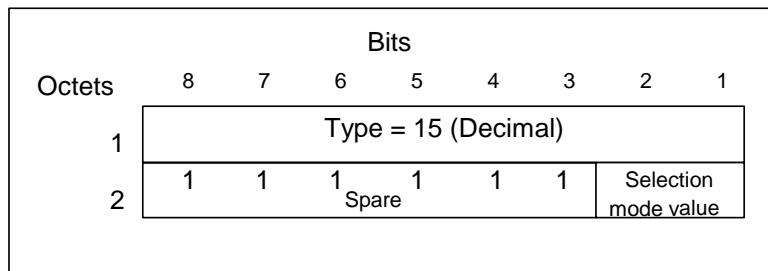 Bits
Octets 8 7 6 5 4 3 2 1
1 Type = 15 (Decimal)
2 1 1 1 1 1 1 Selection
Spare mode value